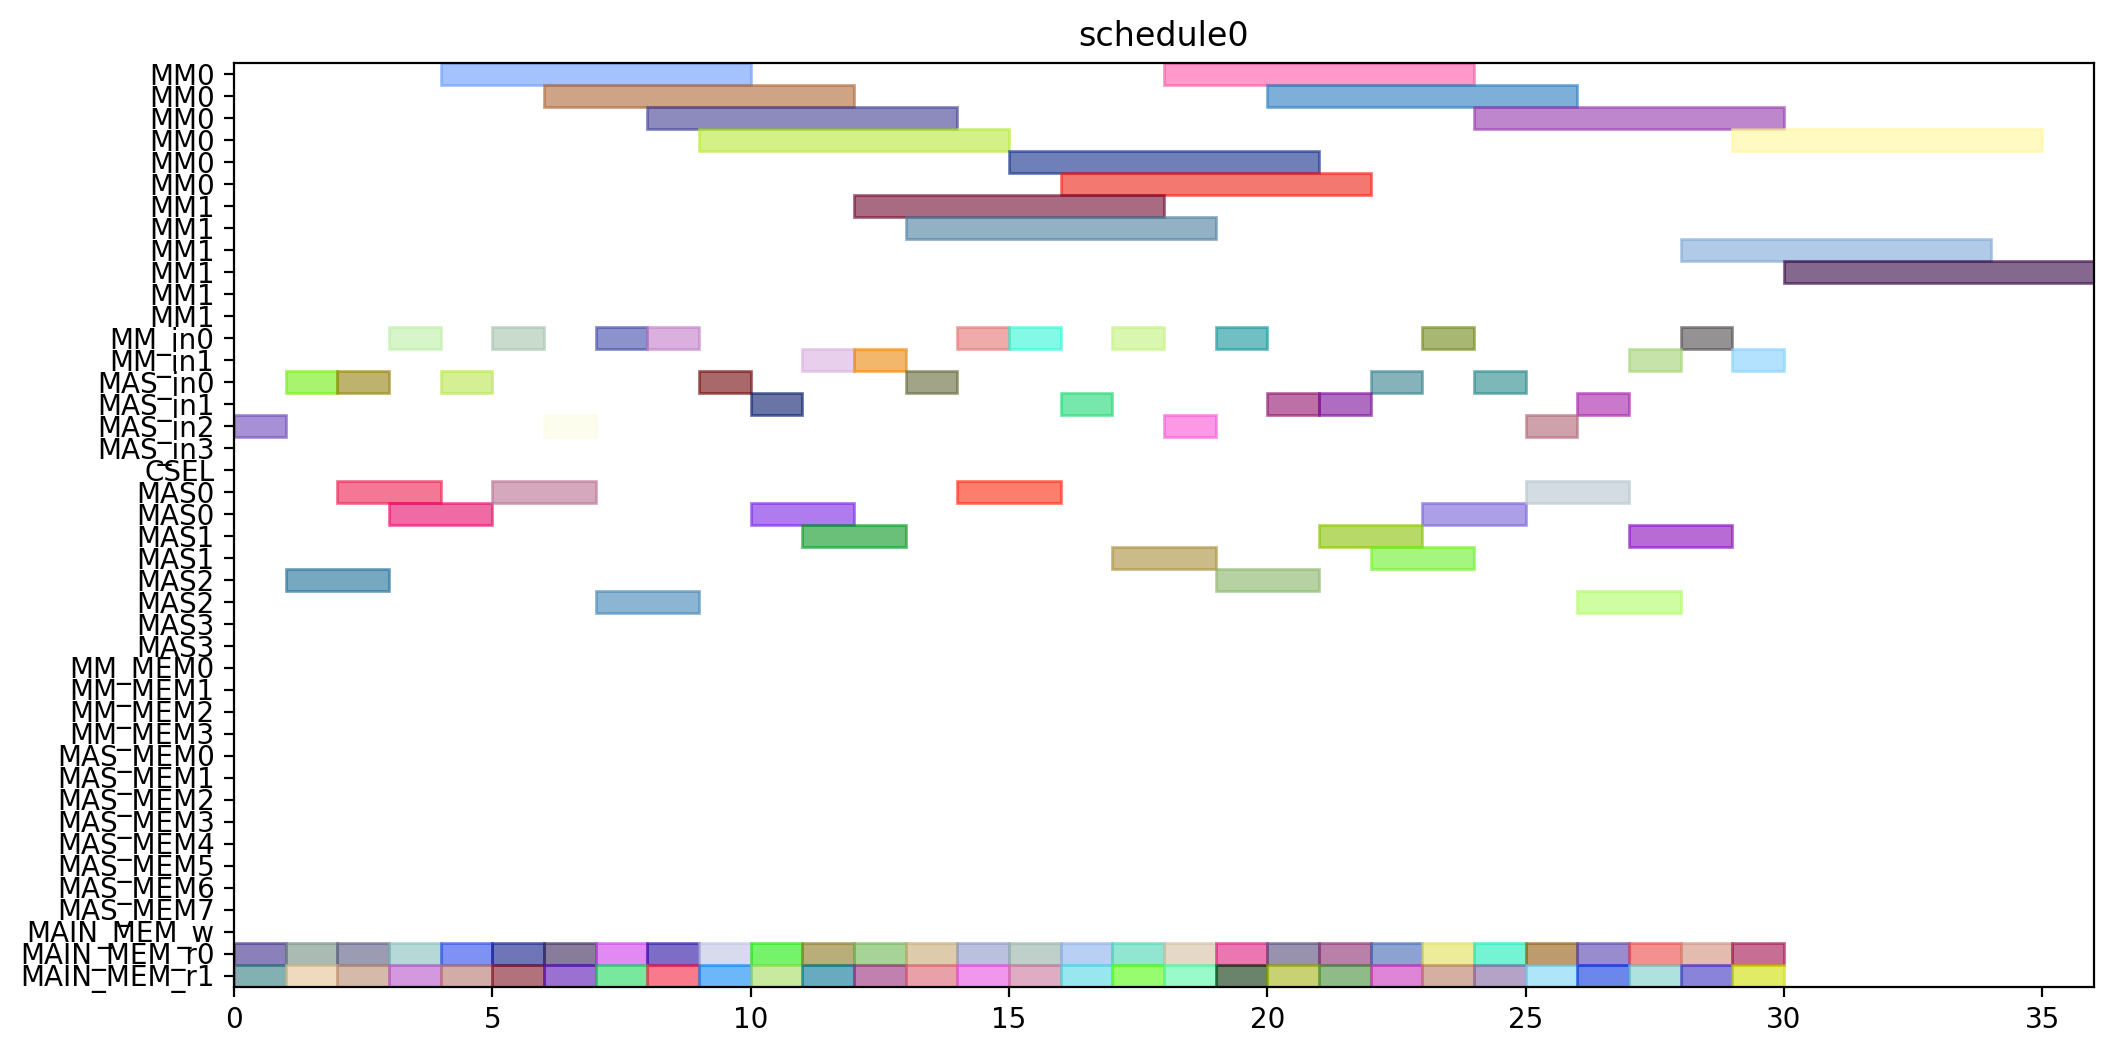 schedule0
MM0
MM0
MM0
MM0
MM0
MM0
MM1
MM1
MM1
MM1
MM1
MM1
MM_in0
MM_in1
MAS_in0
MAS_in1
MAS_in2
MAS_in3
CSEL
MAS0
MAS0
MAS1
MAS1
MAS2
MAS2
MAS3
MAS3
MM_MEM0
MM_MEM1
MM_MEM2
MM_MEM3
MAS_MEM0
MAS_MEM1
MAS_MEM2
MAS_MEM3
MAS_MEM4
MAS_MEM5
MAS_MEM6
MAS_MEM7
MAIN_MEM_w
MAIN_MEM_r0
MAIN_MEM_r1
0 5 10 15 20 25 30 35